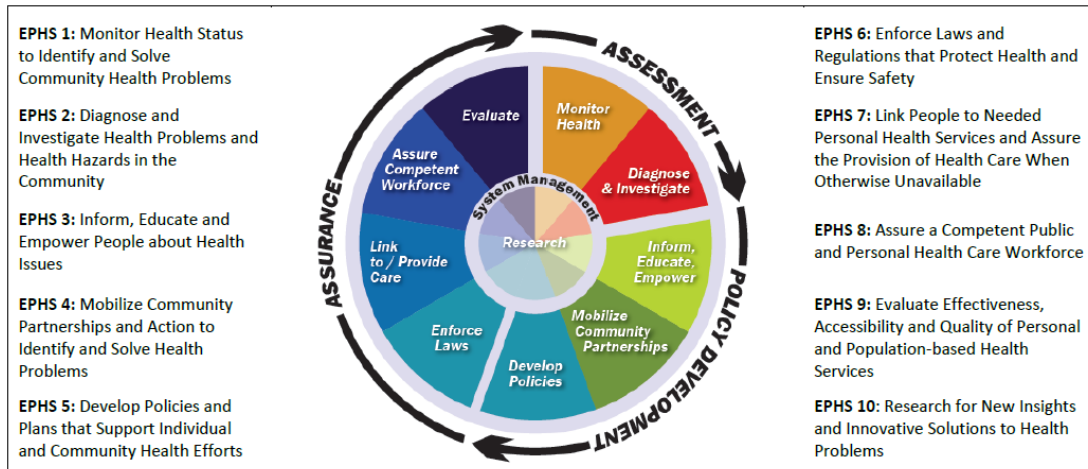 EPHS 1: Monitor Health Status
to Identify and Solve
Community Health Problems
EPHS 2: Diagnose and
Investigate Health Problems and
Health Hazards in the
Community
EPHS 3: Inform, Educate and
Empower People about Health
Issues
EPHS 4: Mobilize Community
Partnerships and Action to
Identify and Solve Health
Problems
EPHS 5: Develop Policies and
Plans that Support Individual
and Community Health Efforts
ASSESSMENT
POLICY DEVELOPMENT
ASSURANCE
Evaluate
Monitor
Health
Assure
Competent
Workforce
Diagnose
& Investigate
System Management
Research
Link
to / Provide
Care
Inform,
Educate,
Empower
Enforce
Laws
Mobilize
Community
Partnerships
Develop
Policies
EPHS 6: Enforce Laws and
Regulations that Protect Health and
Ensure Safety
EPHS 7: Link People to Needed
Personal Health Services and Assure
the Provision of Health Care When
Otherwise Unavailable
EPHS 8: Assure a Competent Public
and Personal Health Care Workforce
EPHS 9: Evaluate Effectiveness,
Accessibility and Quality of Personal
and Population-based Health
Services
EPHS 10: Research for New Insights
and Innovative Solutions to Health
Problems